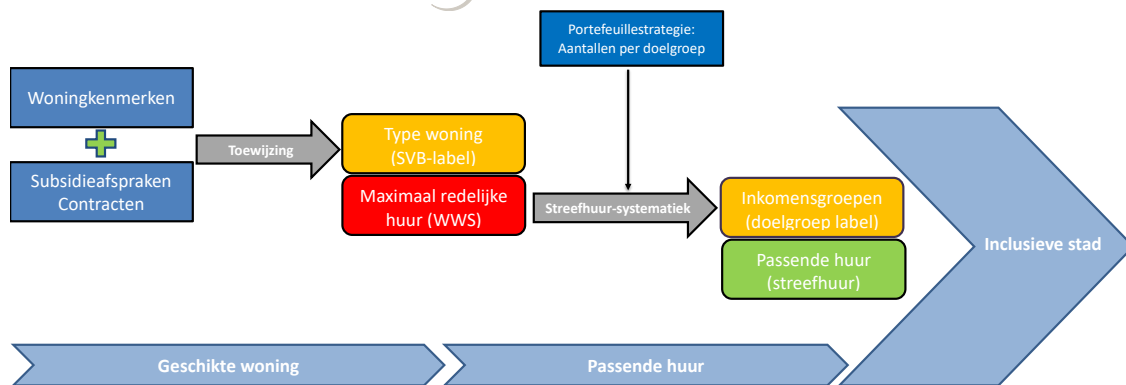 Portefeuillestrategie:
Aantallen per doelgroep
Woningkenmerken
Subsidieafspraken
Contracten
Toewijzing
Type woning
(SVB-label)
Maximaal redelijke
huur (WWS)
Streefhuur-systematiek
Inkomensgroepen
(doelgroep label)
Passende huur
(streefhuur)
Inclusieve stad
Geschikte woning
Passende huur